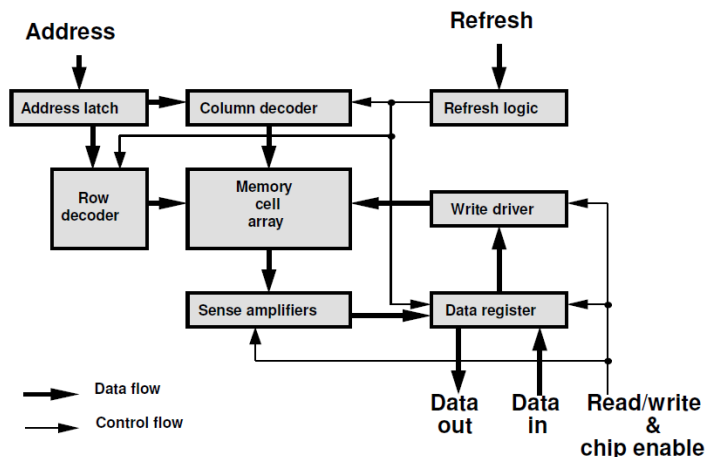 Address
Refresh
Address latch
Column decoder
Refresh logic
Row
decoder
Memory
cell
array
Write driver
Sense amplifiers
Data register
Data flow
Control flow
Data
out
Data
in
Read/write
&
chip enable